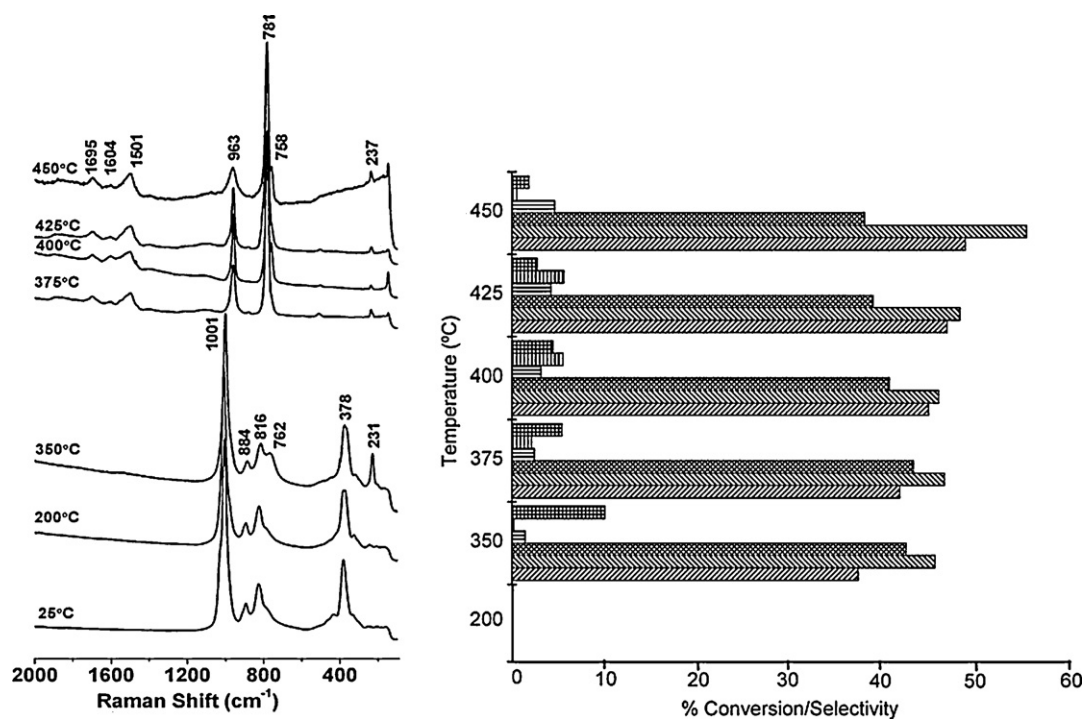 781
1695
1604
1501
963
758
237
450°C
425°C
400°C
375°C
1001
884
816
762
378
231
350°C
200°C
25°C
2000 1600 1200 800 400
Raman Shift (cm-1)
450
425
400
375
350
200
Temperature (ºC)
0 10 20 30 40 50 60
% Conversion/Selectivity